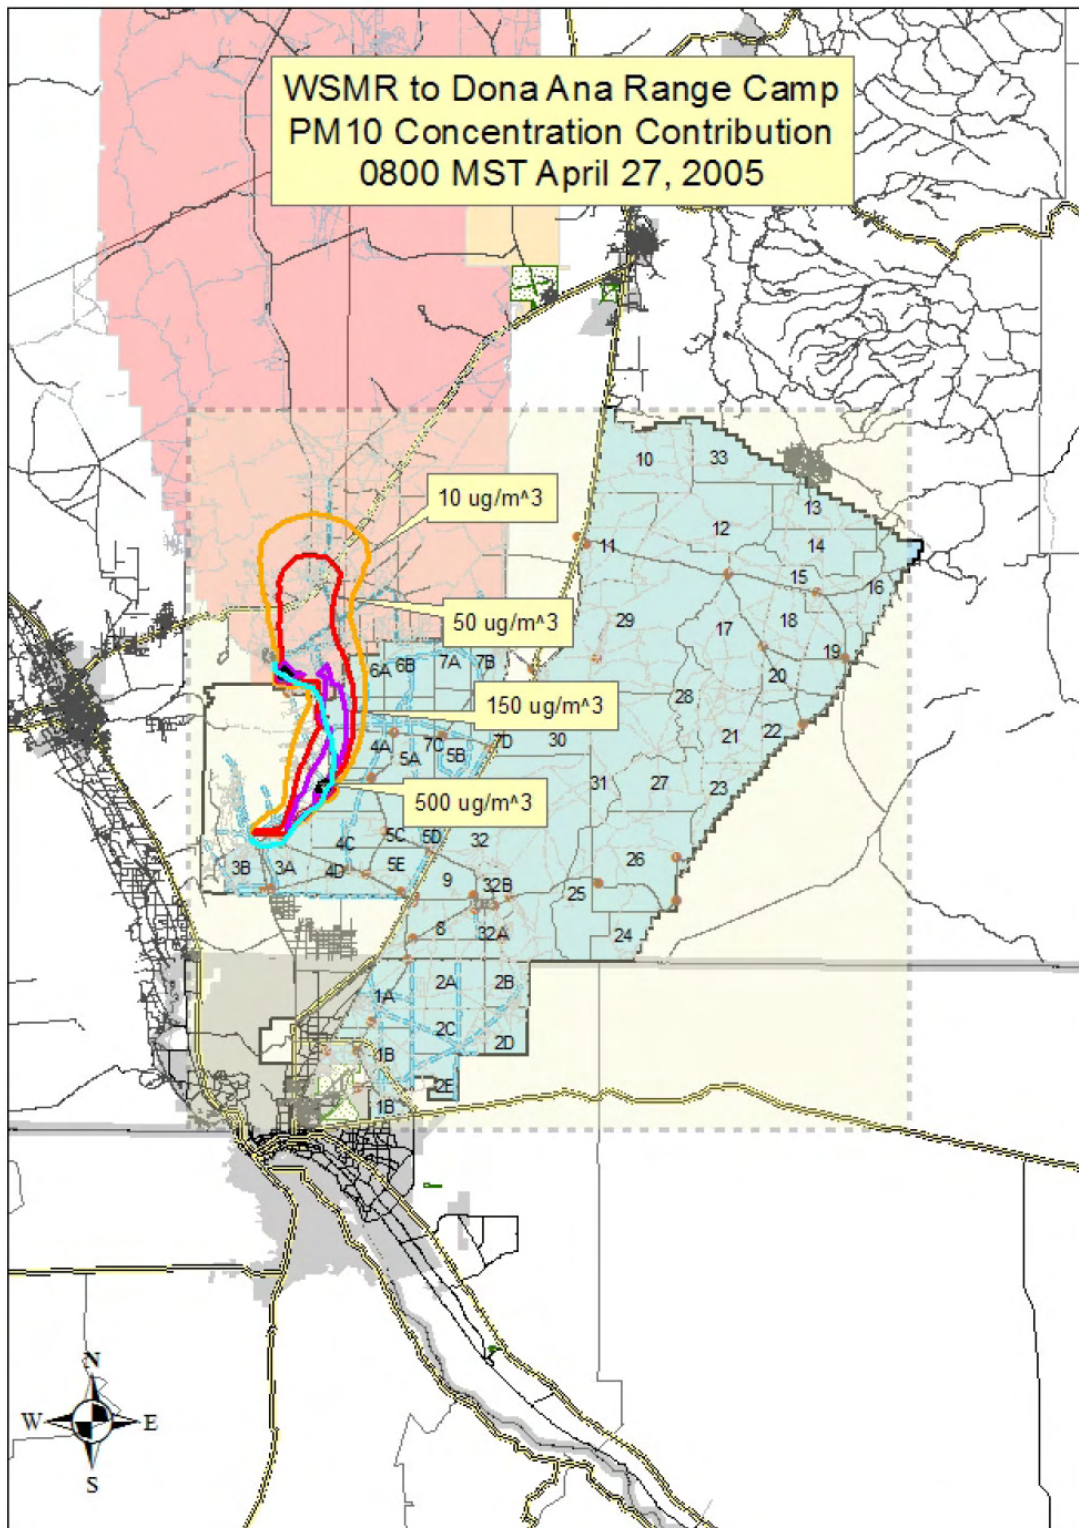 WSMR to Dona Ana Range Camp
PM10 Concentration Contribution
0800 MST April 27, 2005
10
33
10 ug/m^3
13
12
11
14
15
16
50 ug/m^3
29
17
18
6A
6B
7A
7B
19
20
28
150 ug/m^3
4A
7C
7D
30
21
22
5A
5B
31
27
23
500 ug/m^3
4C
5C
5D
32
26
3B
3A
4D
5E
9
32B
25
8
32A
24
2A
2B
1A
2C
2D
1B
2E
1B
N
W
E
S